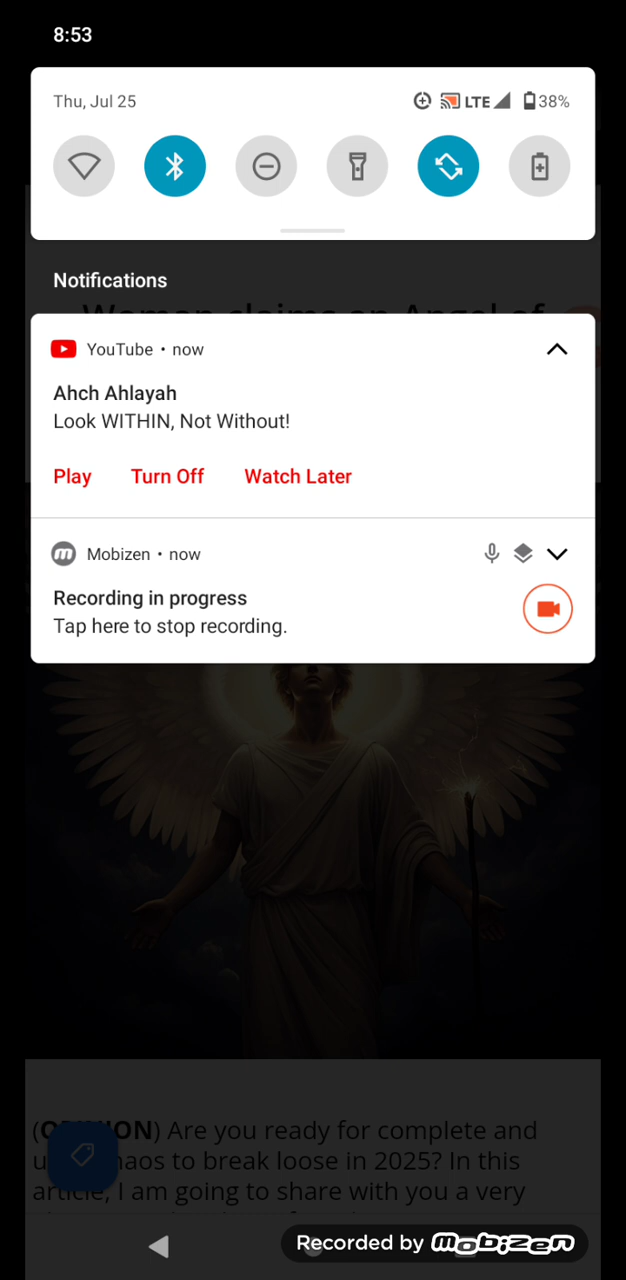 8:53
Thu, Jul 25
LTE
38%
Notifications
Woman claims an Angel of
YouTube • now
Ahch Ahlayah
Look WITHIN, Not Without!
Play Turn Off Watch Later
Mobizen • now
Recording in progress
Tap here to stop recording.
(OPINION) Are you ready for complete and
chaos to break loose in 2025? In this
article, I am going to share with you a very
Recorded by mobizen